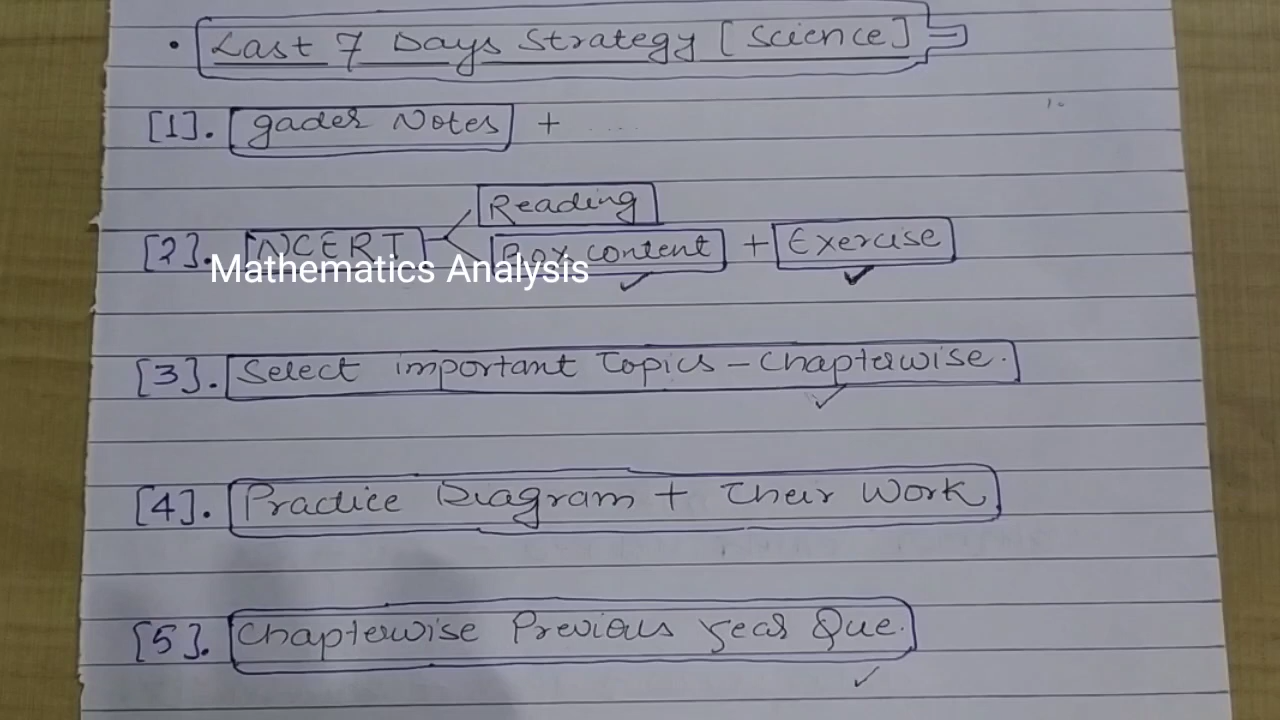 • Last 7 Days Strategy [Science]
[1]. gader Notes +
Reading
[2]. NCERT Box content + Exercise
Mathematics Analysis
[3]. Select important Topics - Chapterwise.
[4]. Practice Diagram + Their Work
[5]. Chapterwise Previous year Que.